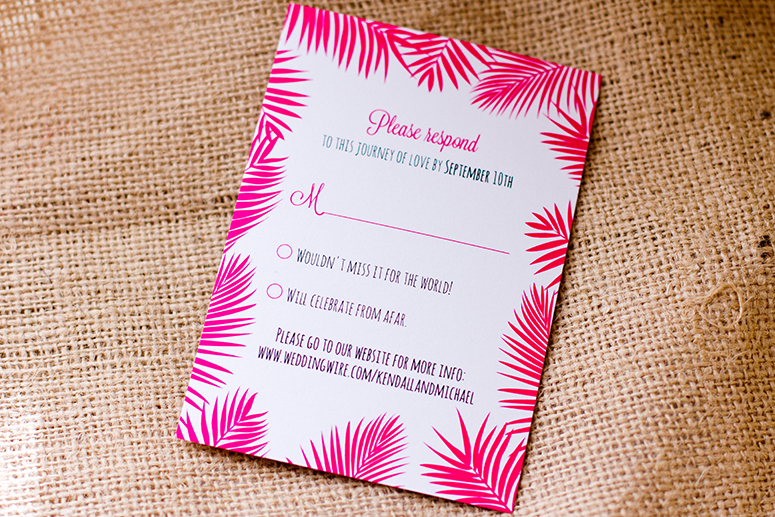 Please respond
TO THIS JOURNEY OF LOVE BY SEPTEMBER 10TH
M
WOULDN'T MISS IT FOR THE WORLD!
WILL CELEBRATE FROM AFAR.
PLEASE GO TO OUR WEBSITE FOR MORE INFO:
WWW.WEDDINGWIRE.COM/KENDALLANDMICHAEL